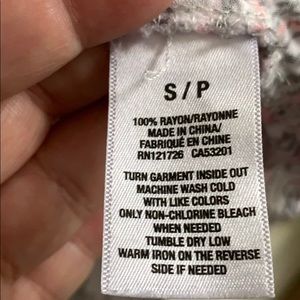 S / P
100% RAYON/RAYONNE
MADE IN CHINA/
FABRIQUÉ EN CHINE
RN121726 CA53201
TURN GARMENT INSIDE OUT
MACHINE WASH COLD
WITH LIKE COLORS
ONLY NON-CHLORINE BLEACH
WHEN NEEDED
TUMBLE DRY LOW
WARM IRON ON THE REVERSE
SIDE IF NEEDED